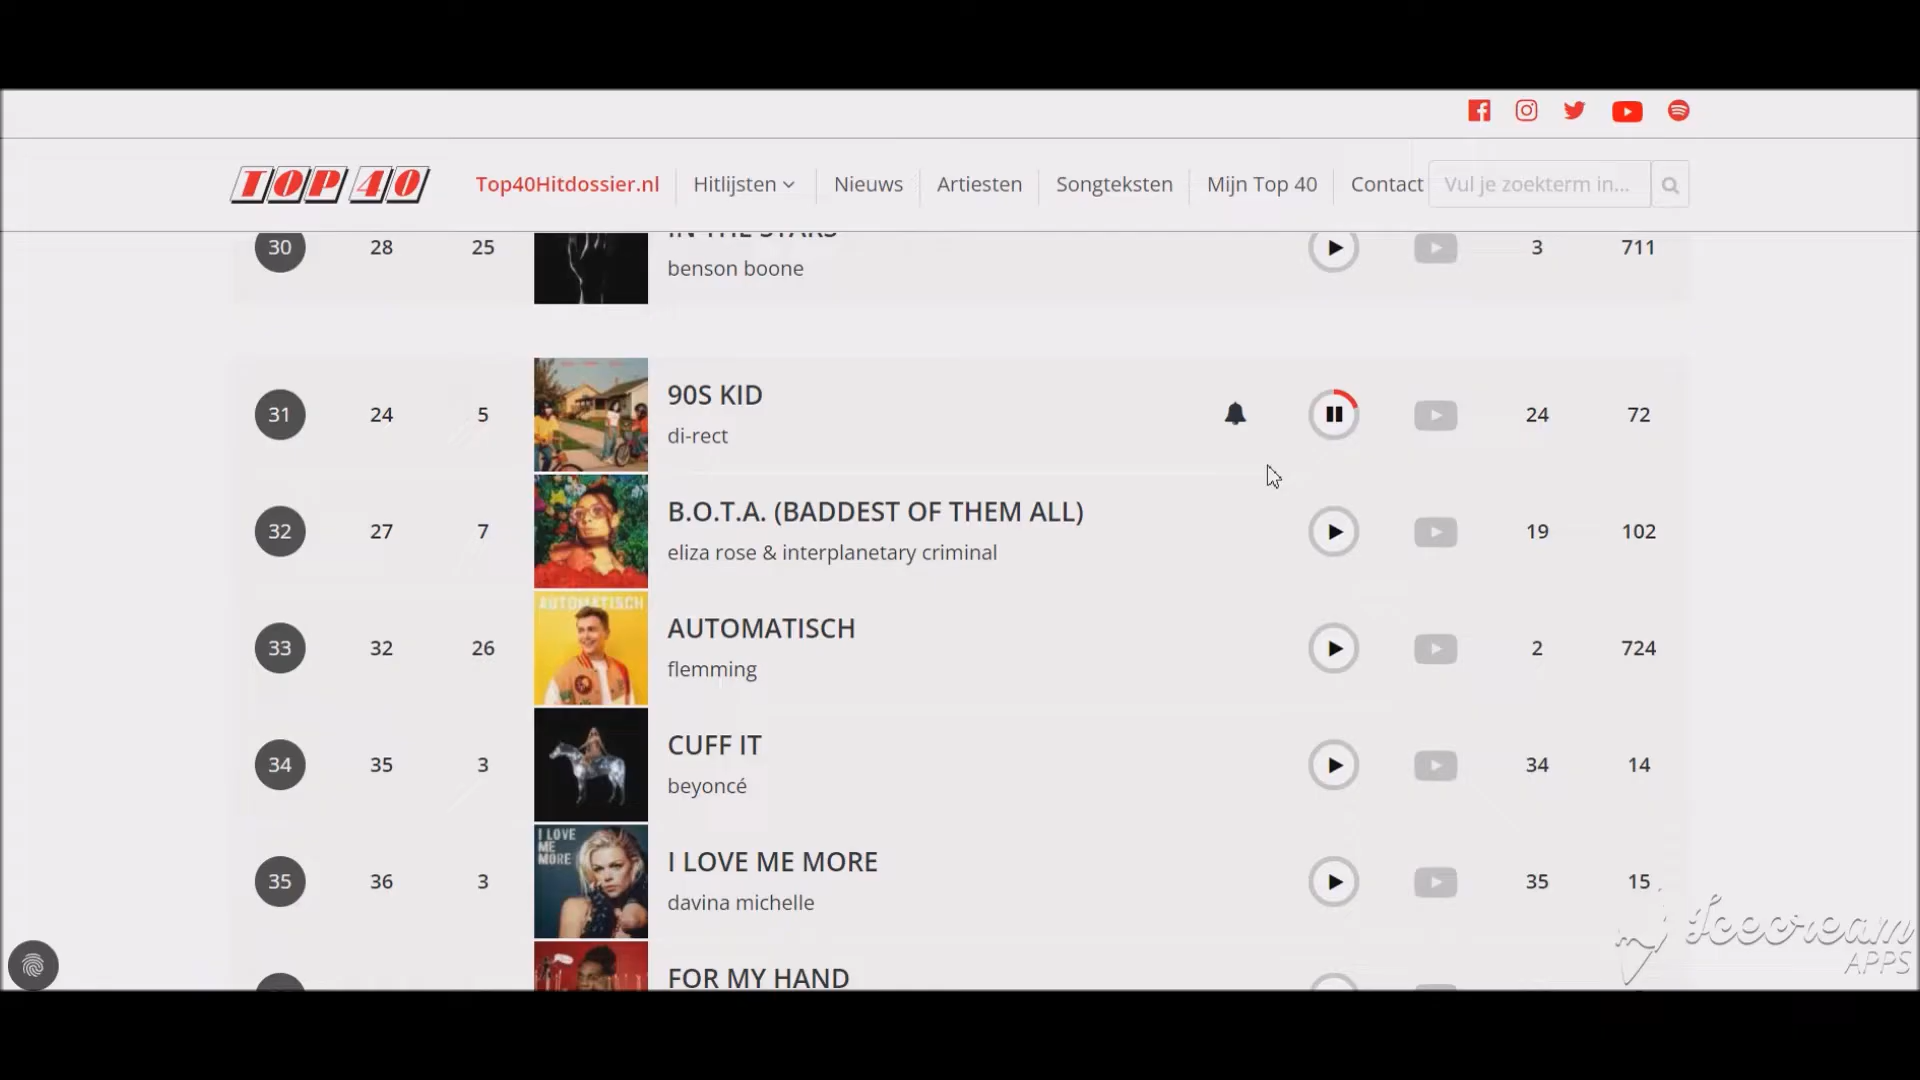 TOP 40
Top40Hitdossier.nl Hitlijsten Nieuws Artiesten Songteksten Mijn Top 40 Contact Vul je zoekterm in...
30 28 25 IN THE STARS 3 711
benson boone
90S KID
31 24 5 24 72
di-rect
B.O.T.A. (BADDEST OF THEM ALL)
32 27 7 19 102
eliza rose & interplanetary criminal
AUTOMATISCH
AUTOMATISCH
33 32 26 2 724
flemming
CUFF IT
34 35 3 34 14
beyoncé
I LOVE
ME
MORE
I LOVE ME MORE
35 36 3 35 15
davina michelle
FOR MY HAND
Icecream
APPS